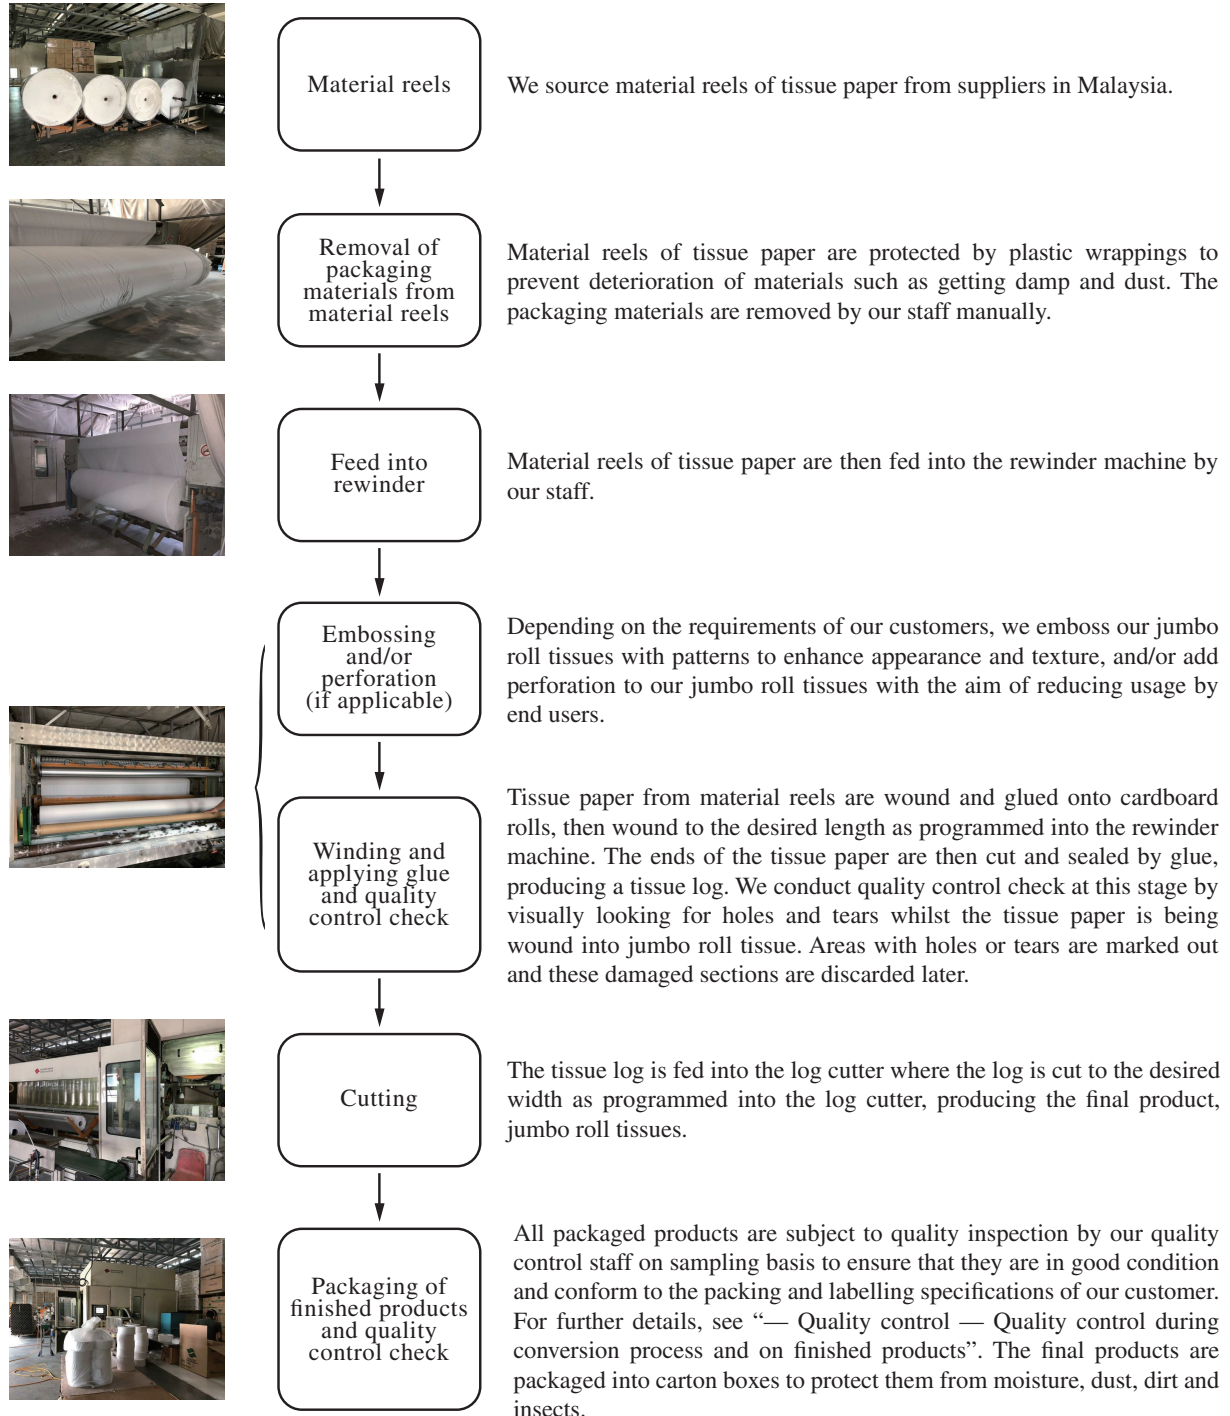 Material reels
We source material reels of tissue paper from suppliers in Malaysia.
Removal of
packaging
materials from
material reels
Material reels of tissue paper are protected by plastic wrappings to
prevent deterioration of materials such as getting damp and dust. The
packaging materials are removed by our staff manually.
Feed into
rewinder
Material reels of tissue paper are then fed into the rewinder machine by
our staff.
Embossing
and/or
perforation
(if applicable)
Depending on the requirements of our customers, we emboss our jumbo
roll tissues with patterns to enhance appearance and texture, and/or add
perforation to our jumbo roll tissues with the aim of reducing usage by
end users.
Winding and
applying glue
and quality
control check
Tissue paper from material reels are wound and glued onto cardboard
rolls, then wound to the desired length as programmed into the rewinder
machine. The ends of the tissue paper are then cut and sealed by glue,
producing a tissue log. We conduct quality control check at this stage by
visually looking for holes and tears whilst the tissue paper is being
wound into jumbo roll tissue. Areas with holes or tears are marked out
and these damaged sections are discarded later.
Cutting
The tissue log is fed into the log cutter where the log is cut to the desired
width as programmed into the log cutter, producing the final product,
jumbo roll tissues.
Packaging of
finished products
and quality
control check
All packaged products are subject to quality inspection by our quality
control staff on sampling basis to ensure that they are in good condition
and conform to the packing and labelling specifications of our customer.
For further details, see “— Quality control — Quality control during
conversion process and on finished products”. The final products are
packaged into carton boxes to protect them from moisture, dust, dirt and
insects.